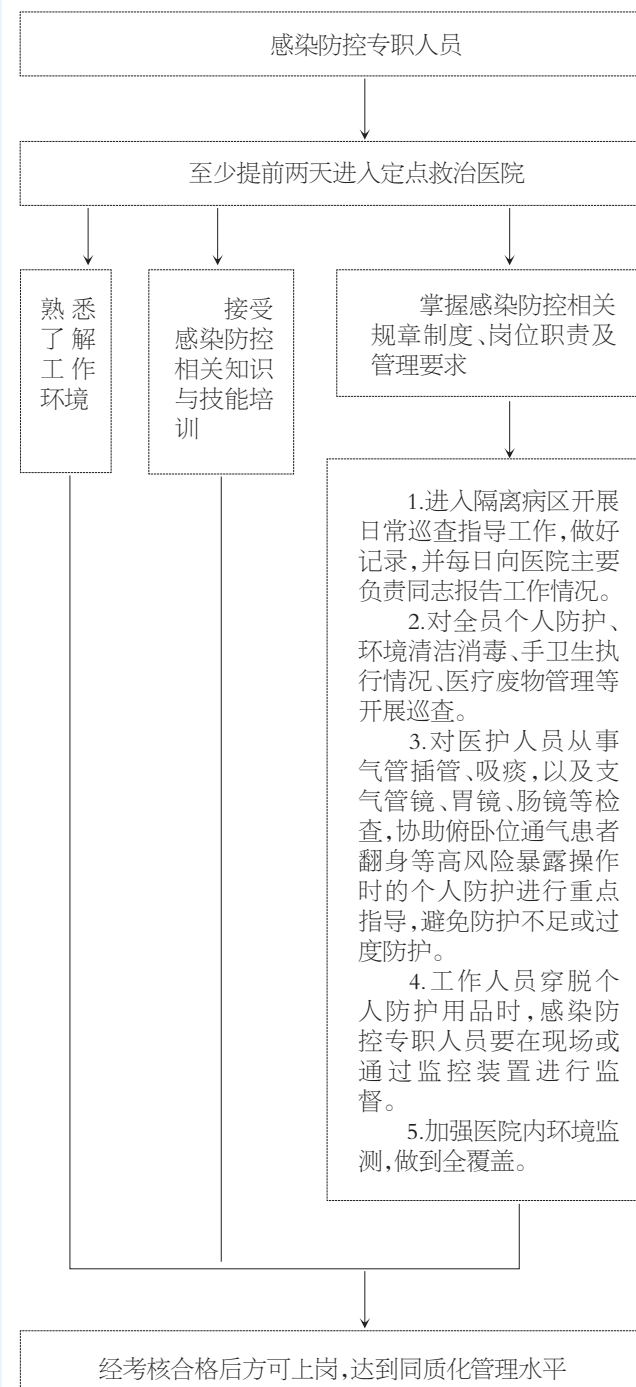 感染防控专职人员
至少提前两天进入定点救治医院
熟悉
了解
工作
环境
接受
感染防控
相关知识
与技能培
训
掌握感染防控相关
规章制度、岗位职责及
管理要求
1.进入隔离病区开展
日常巡查指导工作,做好
记录,并每日向医院主要
负责同志报告工作情况。
2.对全员个人防护、
环境清洁消毒、手卫生执
行情况、医疗废物管理等
开展巡查。
3.对医护人员从事
气管插管、吸痰,以及支
气管镜、胃镜、肠镜等检
查,协助俯卧位通气患者
翻身等高风险暴露操作
时的个人防护进行重点
指导,避免防护不足或过
度防护。
4.工作人员穿脱个
人防护用品时,感染防
控专职人员要在现场或
通过监控装置进行监
督。
5.加强医院内环境监
测,做到全覆盖。
经考核合格后方可上岗,达到同质化管理水平